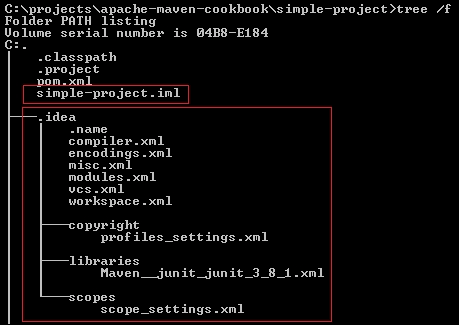 C:\projects\apache-maven-cookbook\simple-project>tree /f
Folder PATH listing
Volume serial number is 04B8-E184
C:.
.classpath
.project
pom.xml
simple-project.iml
.idea
.name
compiler.xml
encodings.xml
misc.xml
modules.xml
vcs.xml
workspace.xml
copyright
profiles_settings.xml
libraries
Maven__junit_junit_3_8_1.xml
scopes
scope_settings.xml